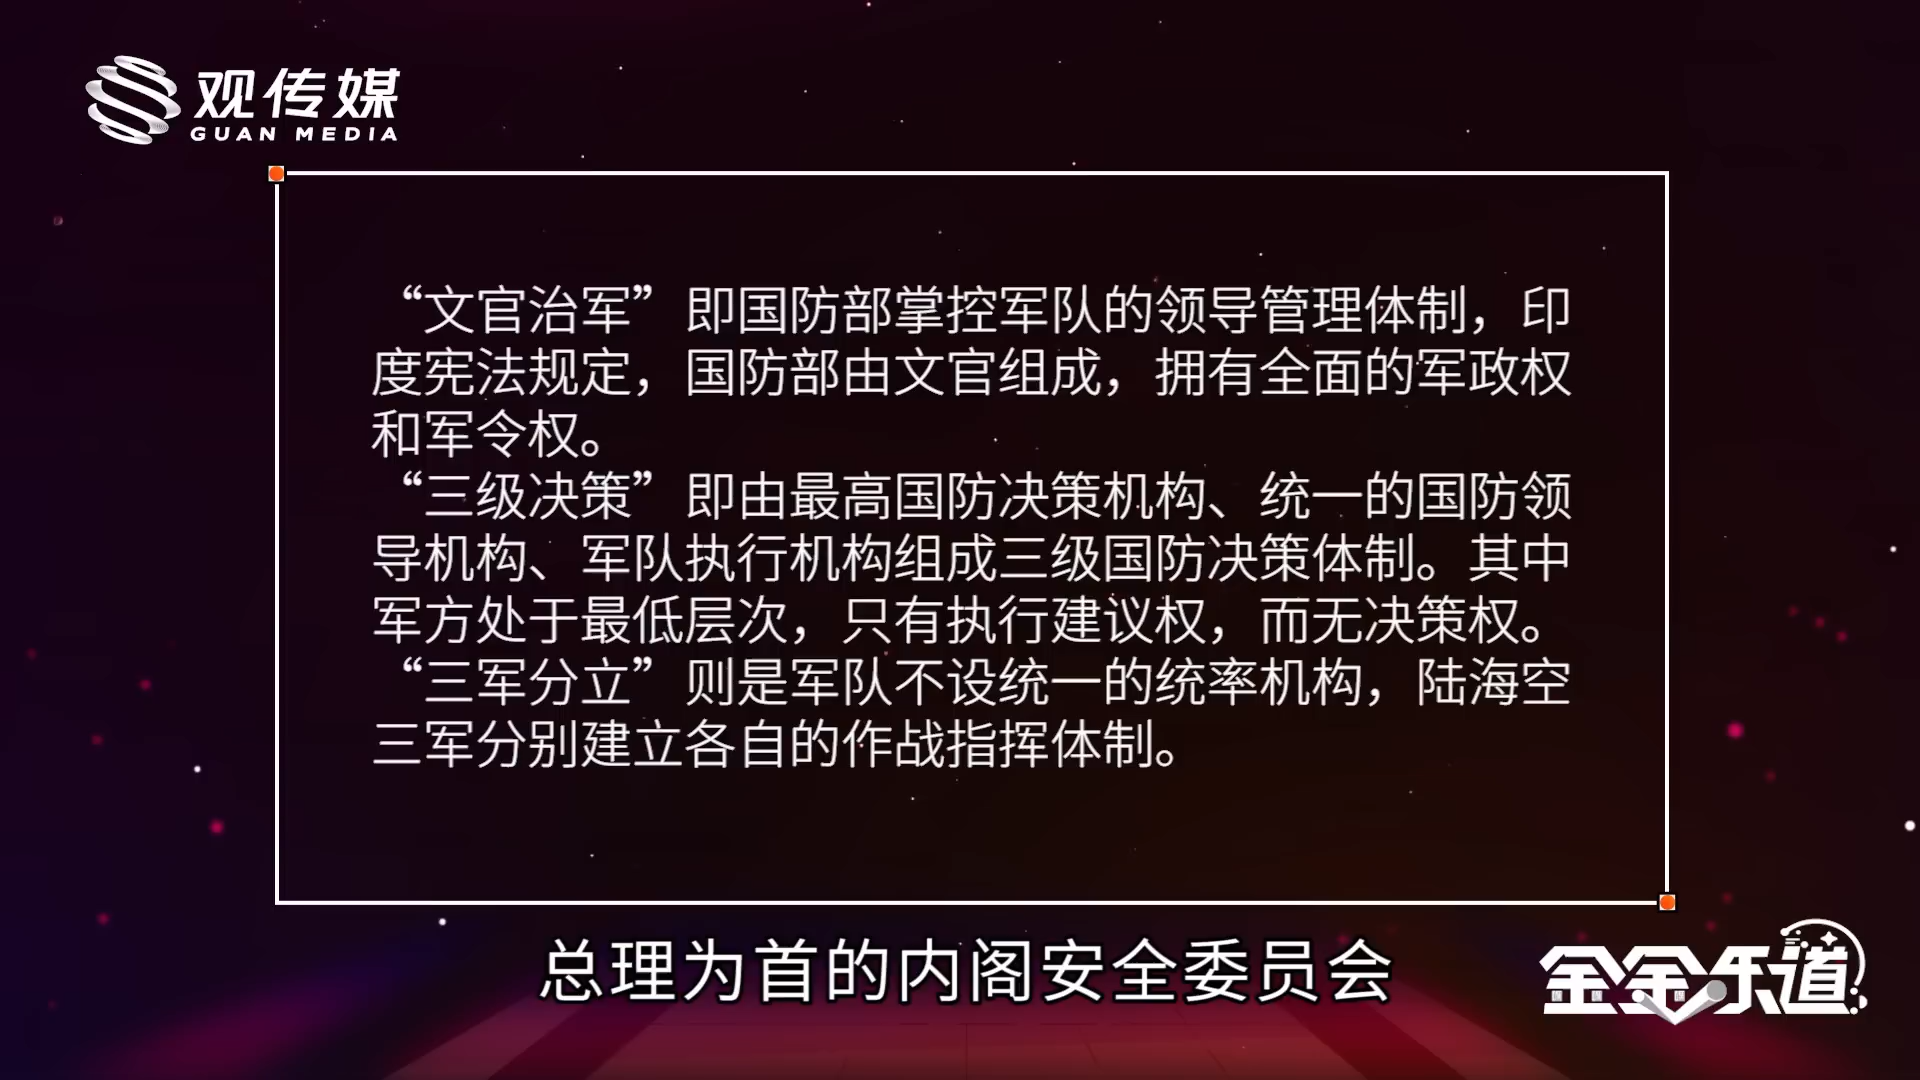 观传媒
GUAN MEDIA
“文官治军”即国防部掌控军队的领导管理体制，印
度宪法规定，国防部由文官组成，拥有全面的军政权
和军令权。
“三级决策”即由最高国防决策机构、统一的国防领
导机构、军队执行机构组成三级国防决策体制。其中
军方处于最低层次，只有执行建议权，而无决策权。
“三军分立”则是军队不设统一的统率机构，陆海空
三军分别建立各自的作战指挥体制。
总理为首的内阁安全委员会
金金乐道